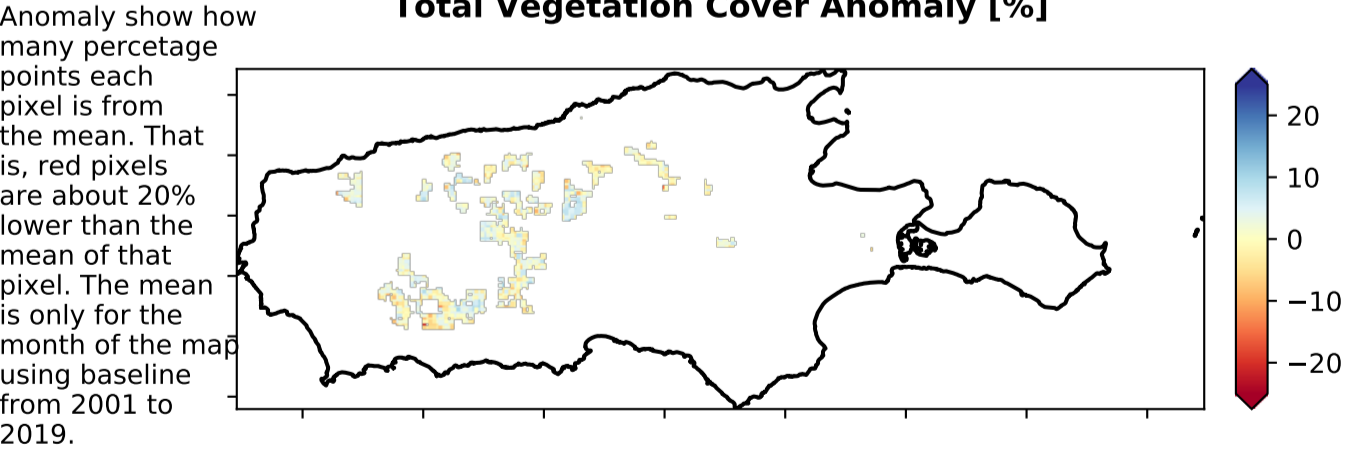 Total Vegetation Cover Anomaly [%]
Anomaly show how
many percetage
points each
pixel is from
the mean. That
is, red pixels
are about 20%
lower than the
mean of that
pixel. The mean
is only for the
month of the map
using baseline
from 2001 to
2019.
20
10
0
−10
−20